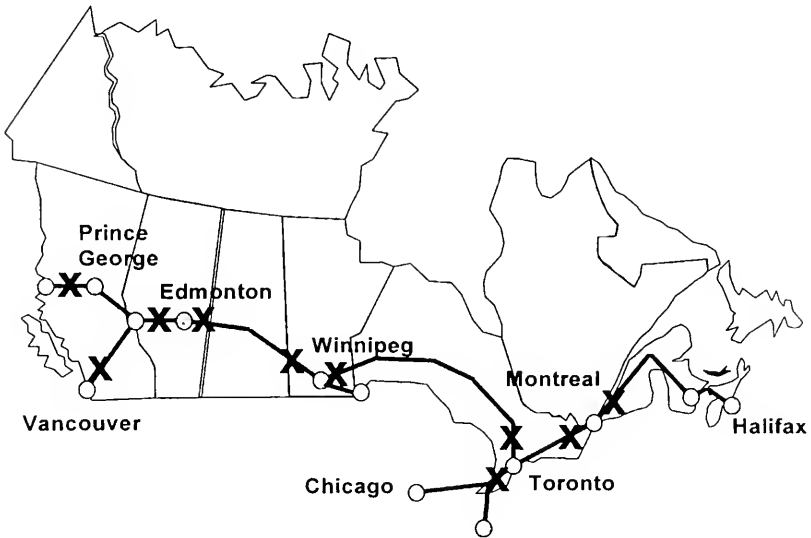 Prince
George
Edmonton
Winnipeg
Montreal
Vancouver
Halifax
Chicago
Toronto